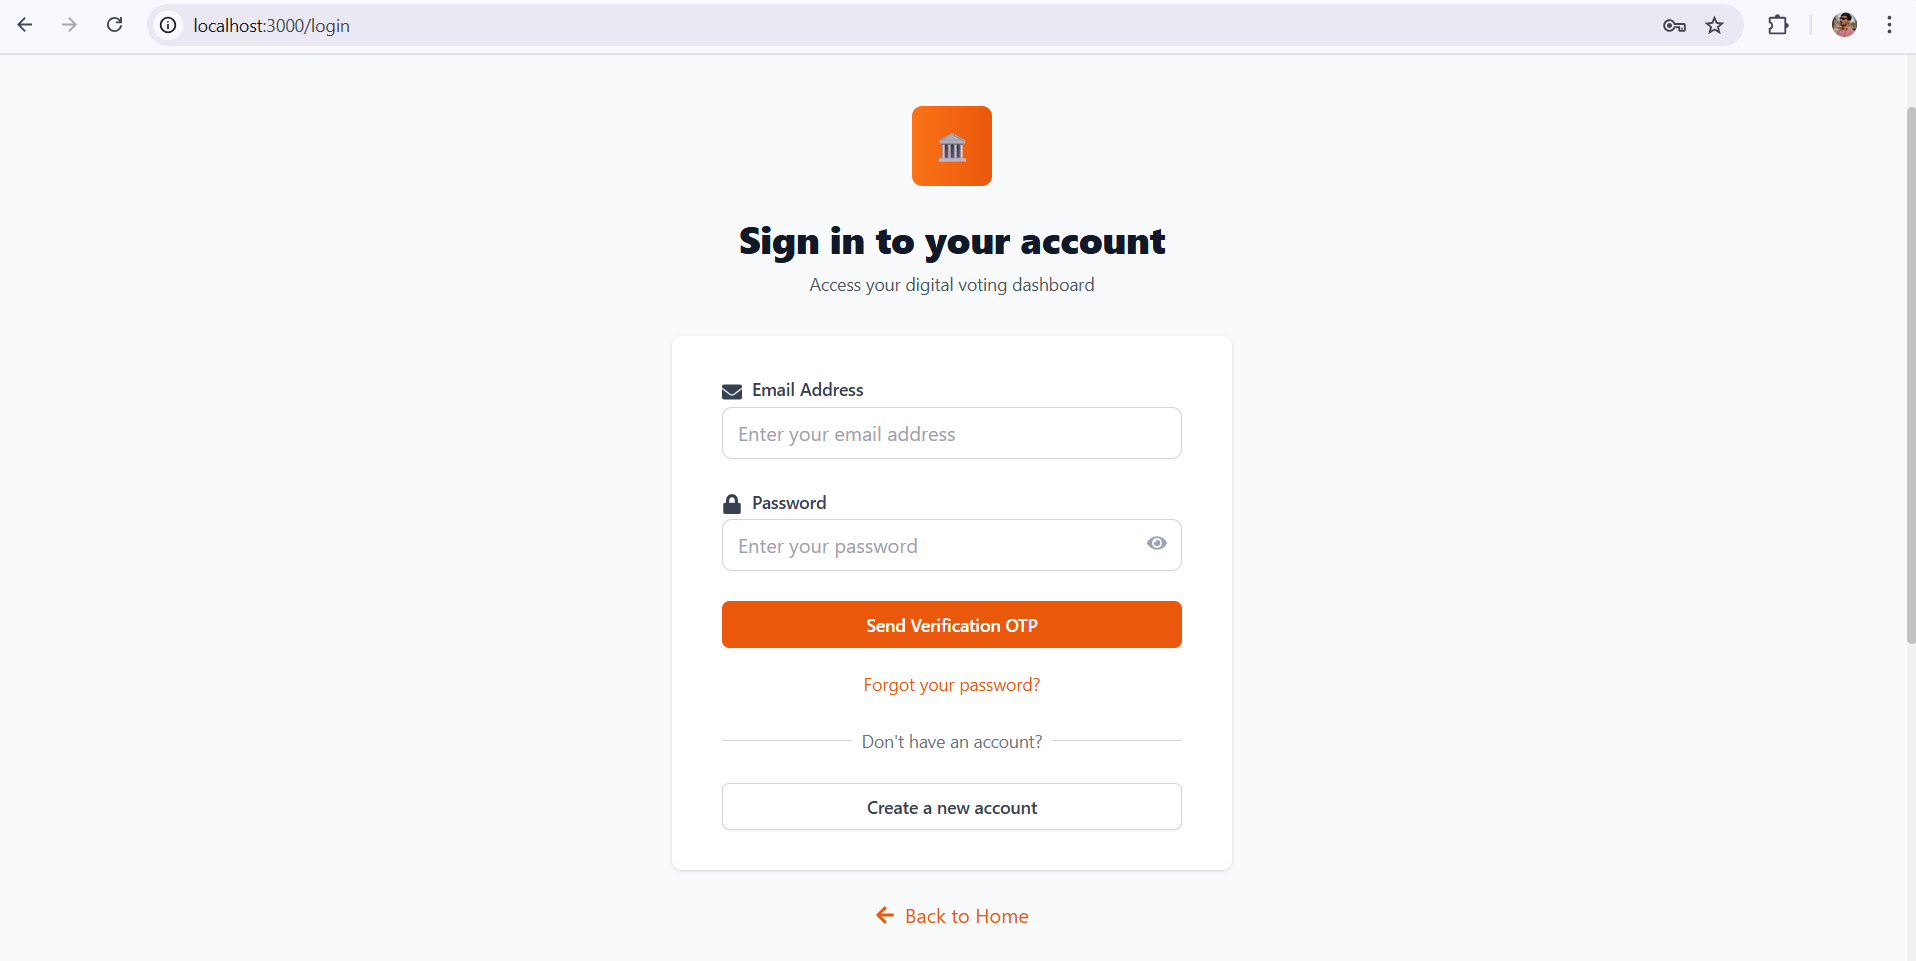 localhost:3000/login
Sign in to your account
Access your digital voting dashboard
Email Address
Enter your email address
Password
Enter your password
Send Verification OTP
Forgot your password?
Don't have an account?
Create a new account
Back to Home